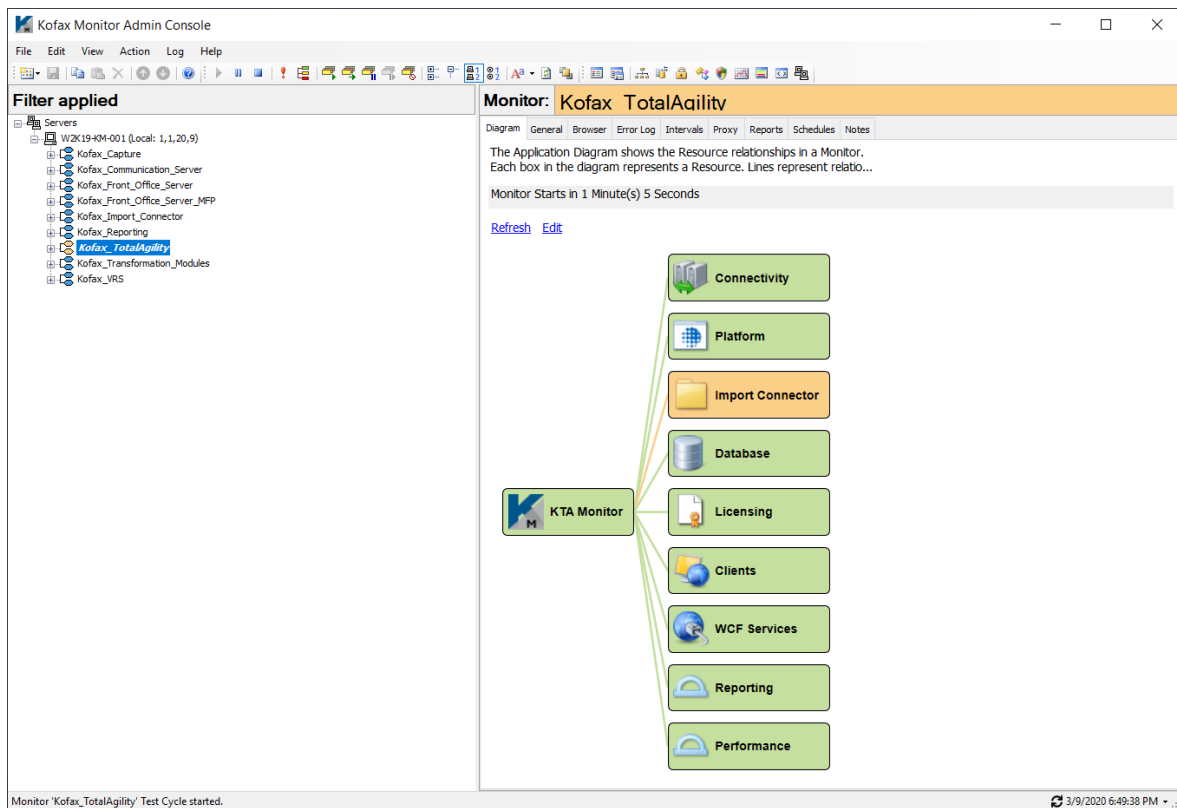 Kofax Monitor Admin Console
File Edit View Action Log Help
Filter applied
Servers
W2K19-KM-001 (Local: 1,1,20,9)
Kofax_Capture
Kofax_Communication_Server
Kofax_Front_Office_Server
Kofax_Front_Office_Server_MFP
Kofax_Import_Connector
Kofax_Reporting
Kofax_TotalAgility
Kofax_Transformation_Modules
Kofax_VRS
Monitor: Kofax_TotalAgility
Diagram General Browser Error Log Intervals Proxy Reports Schedules Notes
The Application Diagram shows the Resource relationships in a Monitor.
Each box in the diagram represents a Resource. Lines represent relatio...
Monitor Starts in 1 Minute(s) 5 Seconds
Refresh Edit
Connectivity
Platform
Import Connector
Database
KTA Monitor
Licensing
Clients
WCF Services
Reporting
Performance
Monitor 'Kofax_TotalAgility' Test Cycle started.
3/9/2020 6:49:38 PM